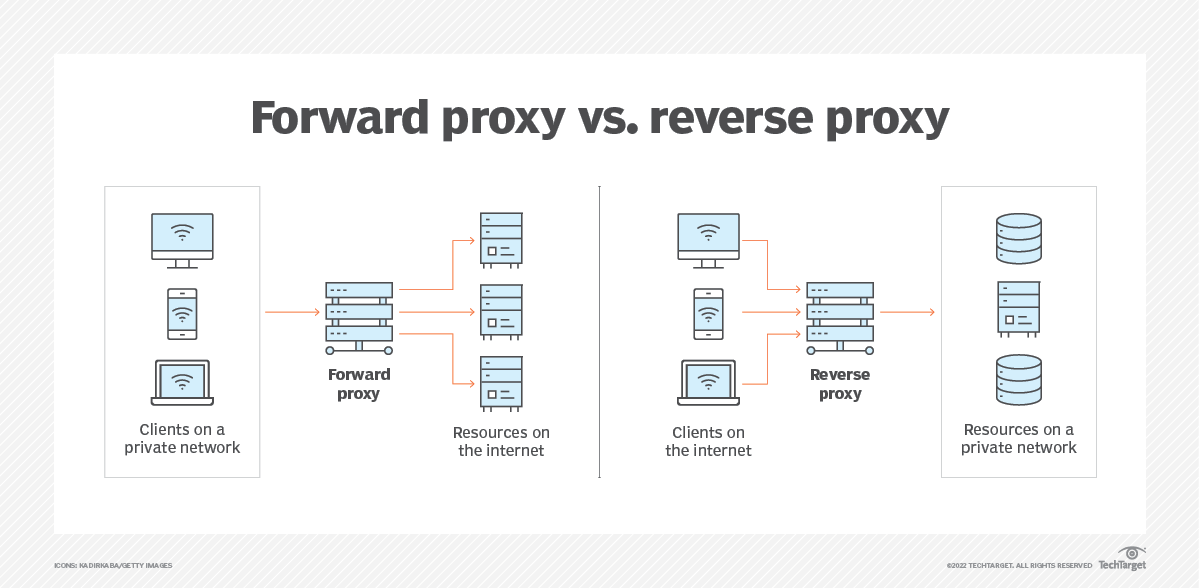 Forward proxy vs. reverse proxy
Clients on a
private network
Forward
proxy
Resources on
the internet
Clients on
the internet
Reverse
proxy
Resources on a
private network
ICONS: KADIRKABA/GETTY IMAGES
©2022 TECHTARGET. ALL RIGHTS RESERVED
TechTarget